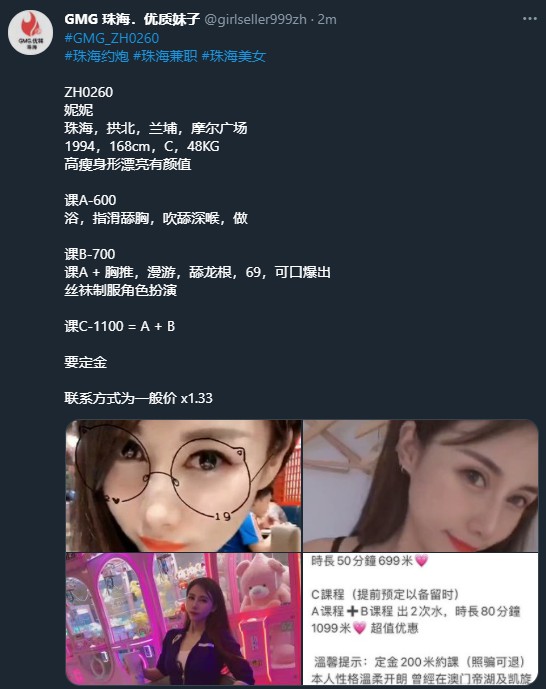 GMG 优质 珠海
GMG 珠海．优质妹子 @girlseller999zh · 2m
#GMG_ZH0260
#珠海约炮 #珠海兼职 #珠海美女
ZH0260
妮妮
珠海，拱北，兰埔，摩尔广场
1994，168cm，C，48KG
高瘦身形漂亮有颜值
课A-600
浴，指滑舔胸，吹舔深喉，做
课B-700
课A + 胸推，漫游，舔龙根，69，可口爆出
丝袜制服角色扮演
课C-1100 = A + B
要定金
联系方式为一般价 x1.33
19
時長50分鐘699米💗
C課程（提前預定以备留时）
A课程➕B课程 出2次水，時長80分鐘
1099米💗 超值优惠
溫馨提示：定金200米約課（照骗可退）
本人性格溫柔开朗 曾經在澳门帝湖及凯旋